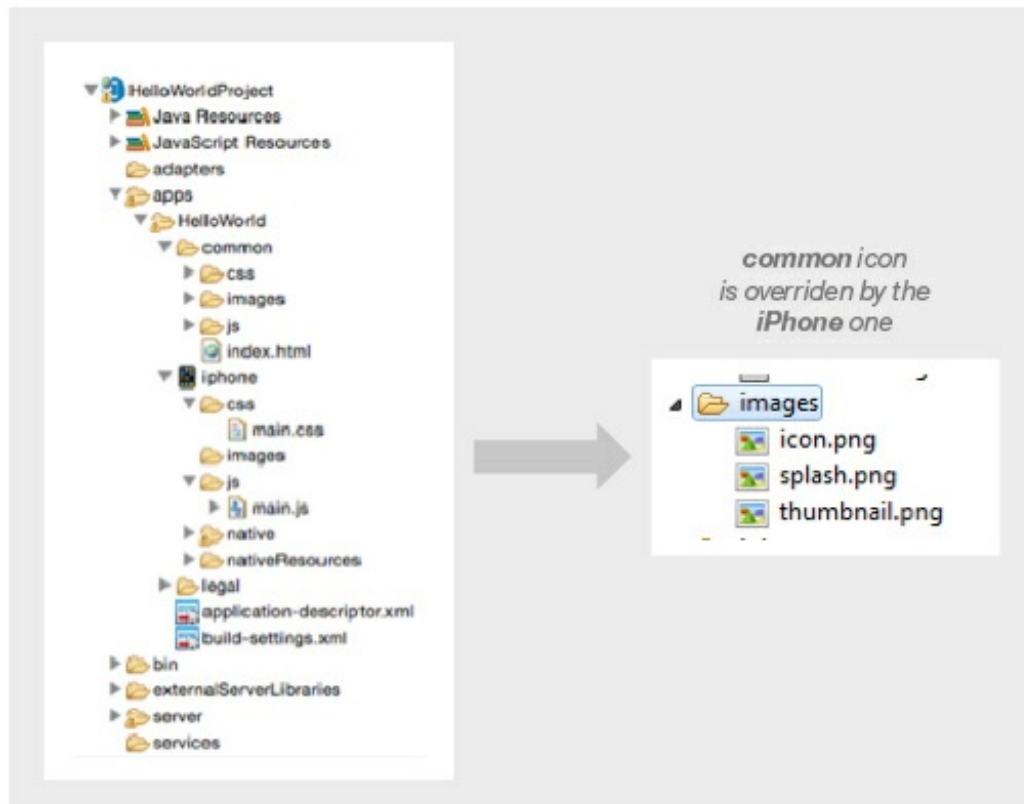 HelloWorldProject
Java Resources
JavaScript Resources
adapters
apps
HelloWorld
common
css
images
js
index.html
iphone
css
main.css
images
js
main.js
native
nativeResources
legal
application-descriptor.xml
build-settings.xml
bin
externalServerLibraries
server
services
common icon
is overriden by the
iPhone one
images
icon.png
splash.png
thumbnail.png